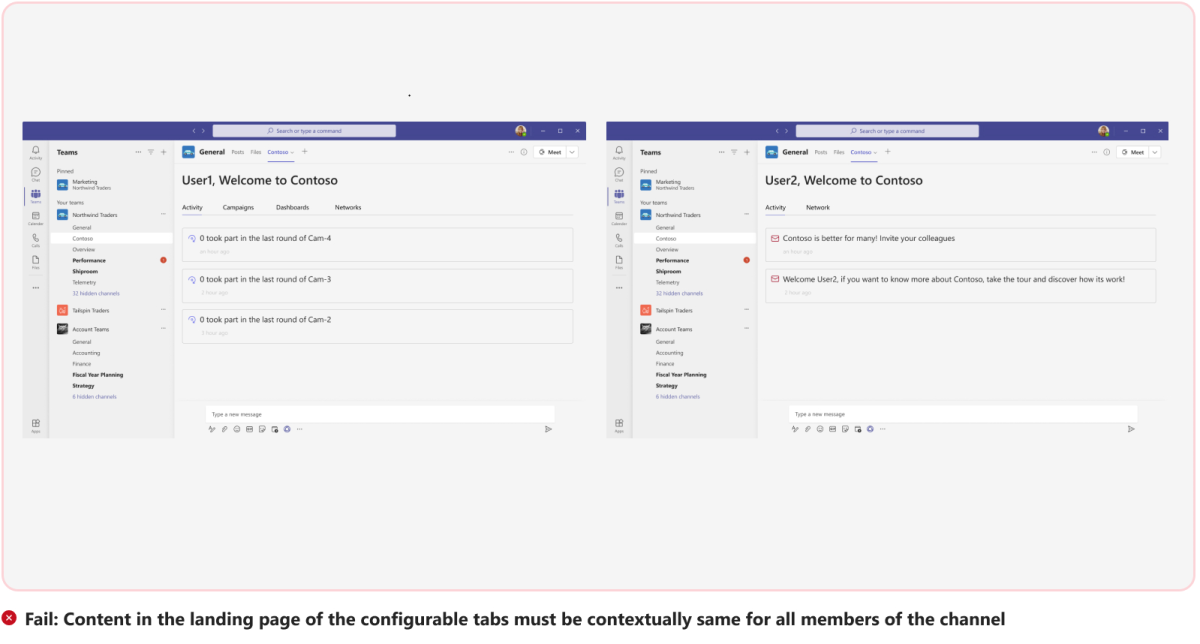 Search or type a command
Activity
Chat
Teams
Calendar
Calls
Files
Apps
Teams
Pinned
Marketing
Northwind Traders
Your teams
Northwind Traders
General
Contoso
Overview
Performance
Shiproom
Telemetry
32 hidden channels
Tailspin Traders
Account Teams
General
Accounting
Finance
Fiscal Year Planning
Strategy
6 hidden channels
General Posts Files Contoso
Meet
User1, Welcome to Contoso
Activity Campaigns Dashboards Networks
0 took part in the last round of Cam-4
an hour ago
0 took part in the last round of Cam-3
2 hour ago
0 took part in the last round of Cam-2
3 hour ago
Type a new message
Search or type a command
Activity
Chat
Teams
Calendar
Calls
Files
Apps
Teams
Pinned
Marketing
Northwind Traders
Your teams
Northwind Traders
General
Contoso
Overview
Performance
Shiproom
Telemetry
32 hidden channels
Tailspin Traders
Account Teams
General
Accounting
Finance
Fiscal Year Planning
Strategy
6 hidden channels
General Posts Files Contoso
Meet
User2, Welcome to Contoso
Activity Network
Contoso is better for many! Invite your colleagues
an hour ago
Welcome User2, if you want to know more about Contoso, take the tour and discover how its work!
2 hour ago
Type a new message
Fail: Content in the landing page of the configurable tabs must be contextually same for all members of the channel